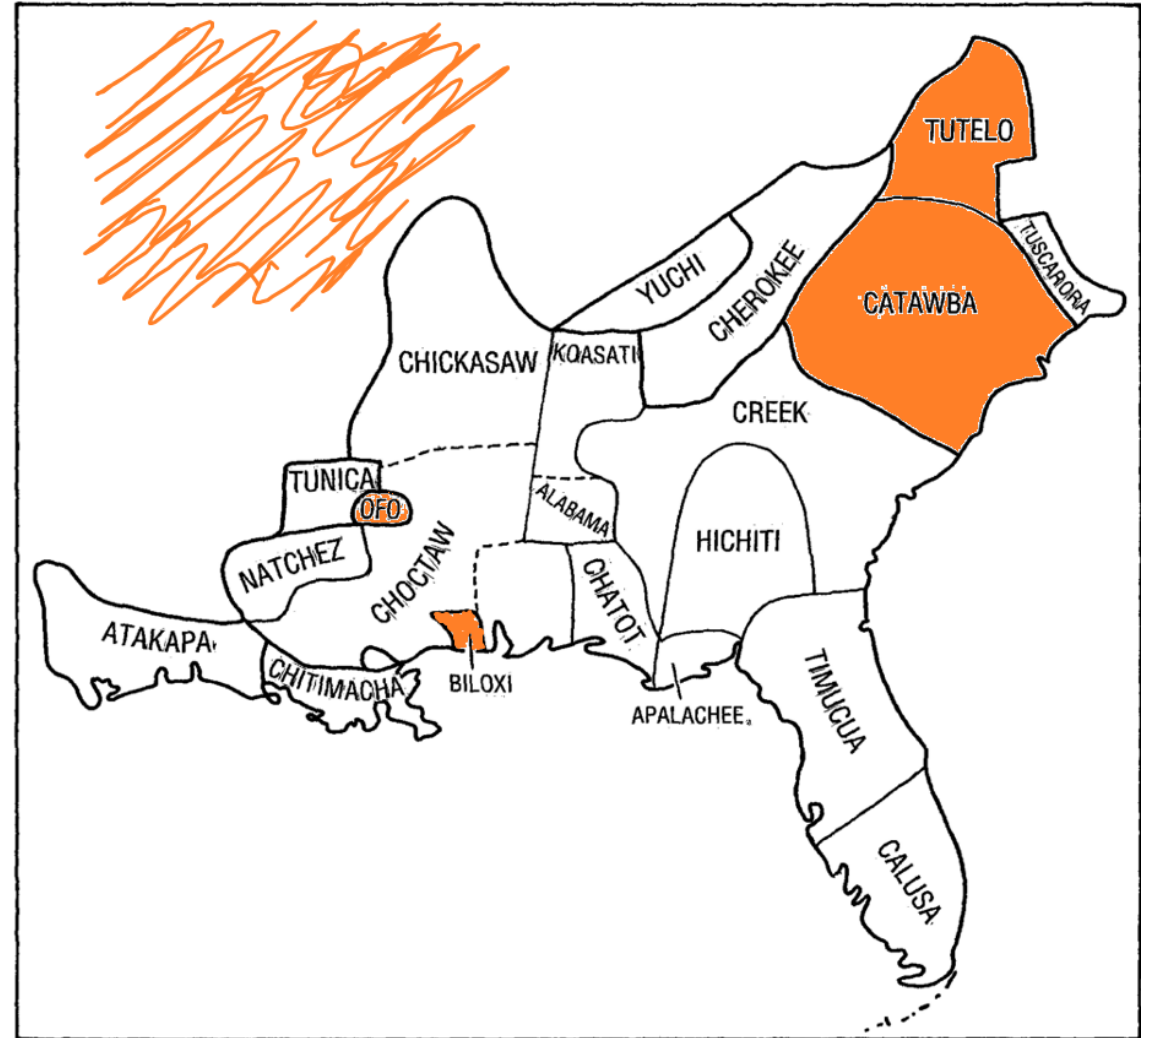 TUTELO
TUSCARORA
YUCHI
CHEROKEE
CATAWBA
CHICKASAW
KOASATI
CREEK
TUNICA
OFO
ALABAMA
HICHITI
NATCHEZ
CHOCTAW
CHATOT
ATAKAPA
CHITIMACHA
BILOXI
APALACHEE
TIMUCUA
CALUSA